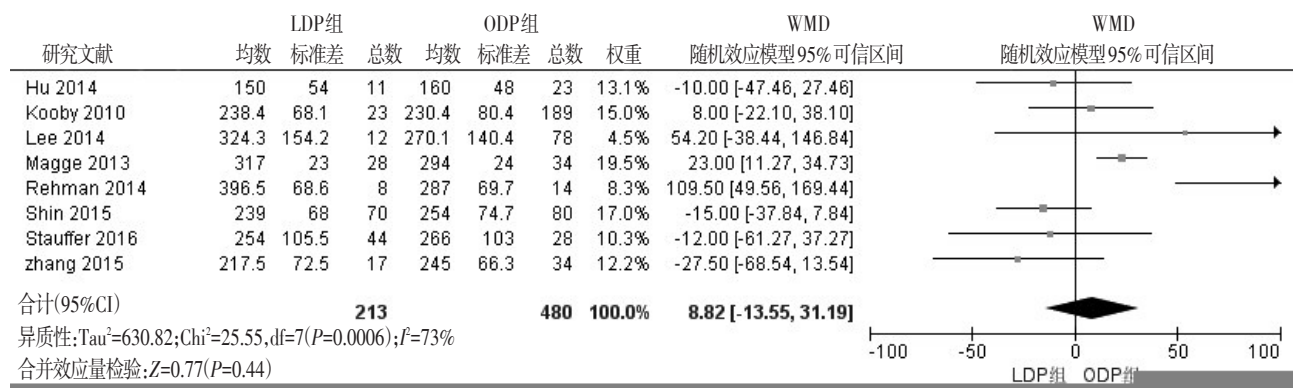 LDP组 ODP组 WMD WMD
研究文献 均数 标准差 总数 均数 标准差 总数 权重 随机效应模型95%可信区间 随机效应模型95%可信区间
Hu 2014 150 54 11 160 48 23 13.1% -10.00 [-47.46, 27.46]
Kooby 2010 238.4 68.1 23 230.4 80.4 189 15.0% 8.00 [-22.10, 38.10]
Lee 2014 324.3 154.2 12 270.1 140.4 78 4.5% 54.20 [-38.44, 146.84]
Magge 2013 317 23 28 294 24 34 19.5% 23.00 [11.27, 34.73]
Rehman 2014 396.5 68.6 8 287 69.7 14 8.3% 109.50 [49.56, 169.44]
Shin 2015 239 68 70 254 74.7 80 17.0% -15.00 [-37.84, 7.84]
Stauffer 2016 254 105.5 44 266 103 28 10.3% -12.00 [-61.27, 37.27]
zhang 2015 217.5 72.5 17 245 66.3 34 12.2% -27.50 [-68.54, 13.54]
合计(95%CI) 213 480 100.0% 8.82 [-13.55, 31.19]
异质性:Tau²=630.82;Chi²=25.55,df=7(P=0.0006);I²=73%
合并效应量检验:Z=0.77(P=0.44)
-100 -50 0 50 100
LDP组 ODP组